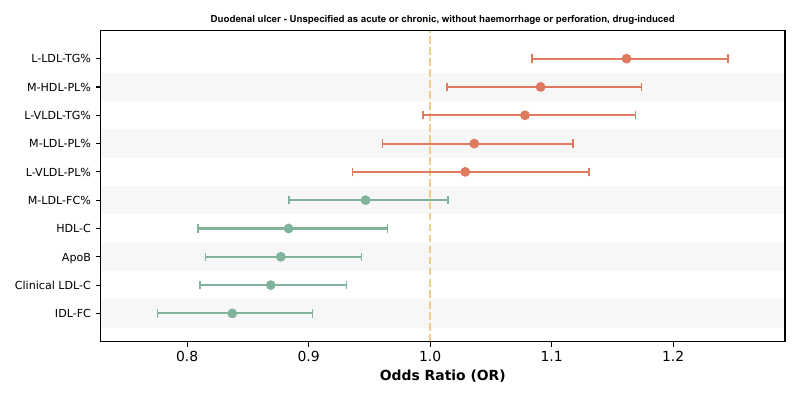 Duodenal ulcer - Unspecified as acute or chronic, without haemorrhage or perforation, drug-induced
L-LDL-TG%
M-HDL-PL%
L-VLDL-TG%
M-LDL-PL%
L-VLDL-PL%
M-LDL-FC%
HDL-C
ApoB
Clinical LDL-C
IDL-FC
0.8 0.9 1.0 1.1 1.2
Odds Ratio (OR)